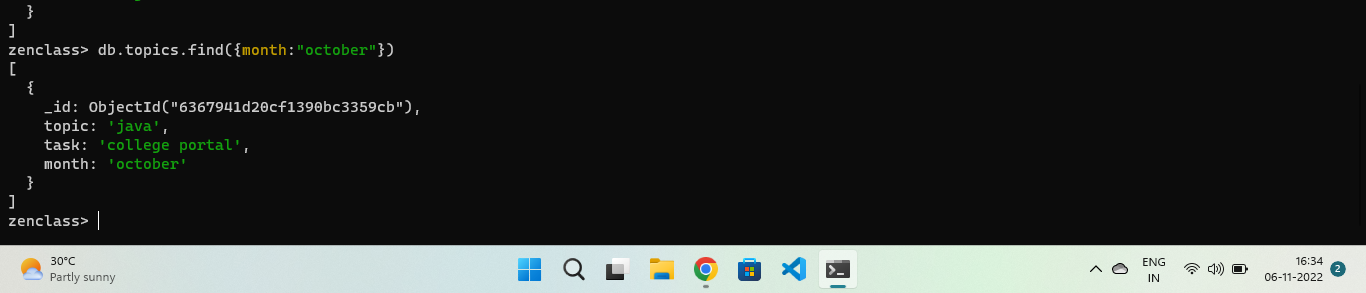 }
]
zenclass> db.topics.find({month:"october"})
[
  {
    _id: ObjectId("6367941d20cf1390bc3359cb"),
    topic: 'java',
    task: 'college portal',
    month: 'october'
  }
]
zenclass>
30°C
Partly sunny
ENG
IN
16:34
06-11-2022
2